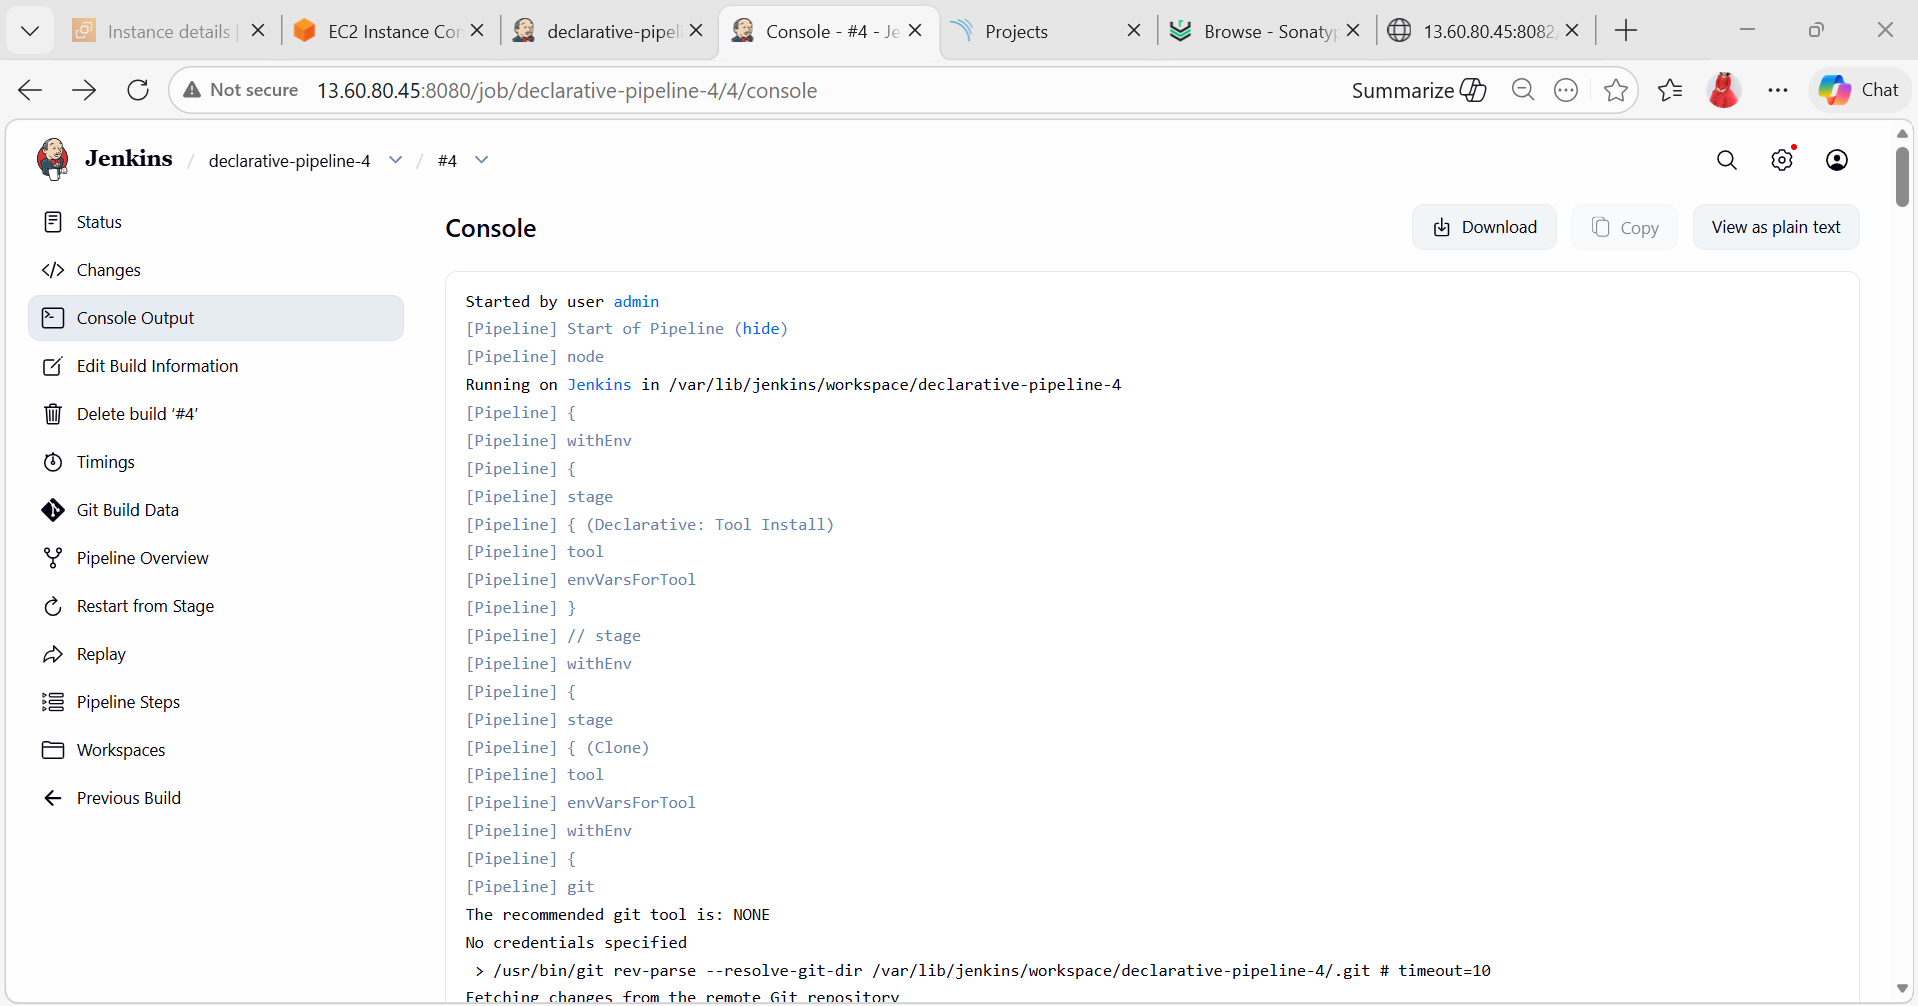 Instance details
EC2 Instance Con
declarative-pipeli
Console - #4 - Je
Projects
Browse - Sonatyp
13.60.80.45:8082
Not secure
13.60.80.45:8080/job/declarative-pipeline-4/4/console
Summarize
Chat
Jenkins / declarative-pipeline-4 / #4
Status
Changes
Console Output
Edit Build Information
Delete build ‘#4’
Timings
Git Build Data
Pipeline Overview
Restart from Stage
Replay
Pipeline Steps
Workspaces
Previous Build
Console
Download
Copy
View as plain text
Started by user admin
[Pipeline] Start of Pipeline (hide)
[Pipeline] node
Running on Jenkins in /var/lib/jenkins/workspace/declarative-pipeline-4
[Pipeline] {
[Pipeline] withEnv
[Pipeline] {
[Pipeline] stage
[Pipeline] { (Declarative: Tool Install)
[Pipeline] tool
[Pipeline] envVarsForTool
[Pipeline] }
[Pipeline] // stage
[Pipeline] withEnv
[Pipeline] {
[Pipeline] stage
[Pipeline] { (Clone)
[Pipeline] tool
[Pipeline] envVarsForTool
[Pipeline] withEnv
[Pipeline] {
[Pipeline] git
The recommended git tool is: NONE
No credentials specified
> /usr/bin/git rev-parse --resolve-git-dir /var/lib/jenkins/workspace/declarative-pipeline-4/.git # timeout=10
Fetching changes from the remote Git repository